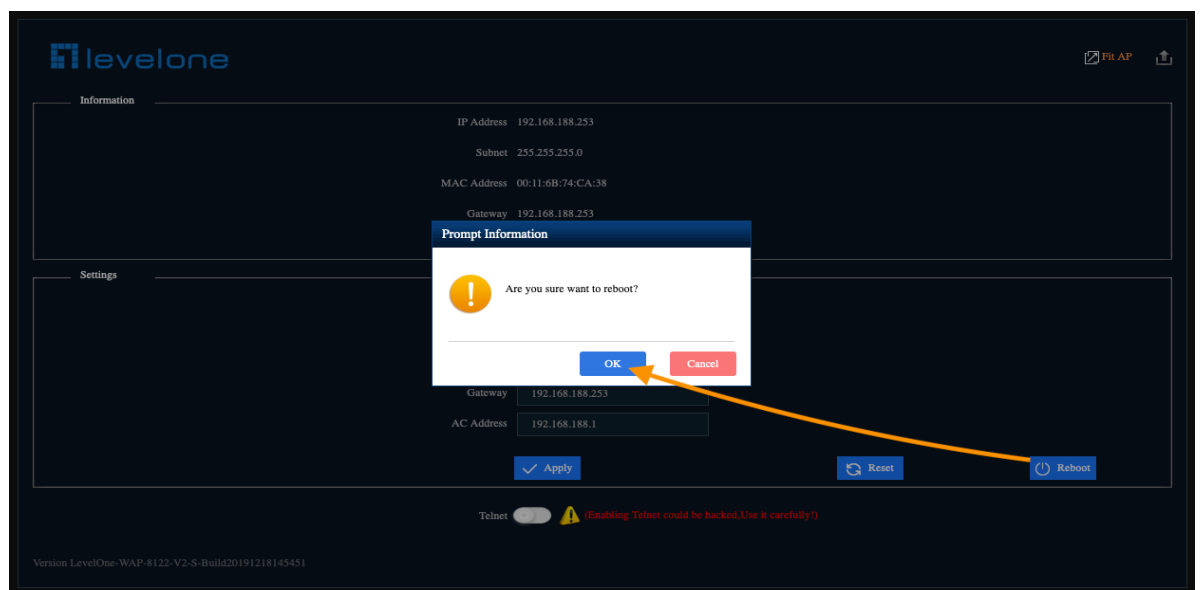 levelone
Fit AP
Information
IP Address 192.168.188.253
Subnet 255.255.255.0
MAC Address 00:11:6B:74:CA:38
Gateway 192.168.188.253
Prompt Information
Settings
Are you sure want to reboot?
OK Cancel
Gateway 192.168.188.253
AC Address 192.168.188.1
Apply Reset Reboot
Telnet (Enabling Telnet could be hacked,Use it carefully!)
Version LevelOne-WAP-8122-V2-S-Build20191218145451